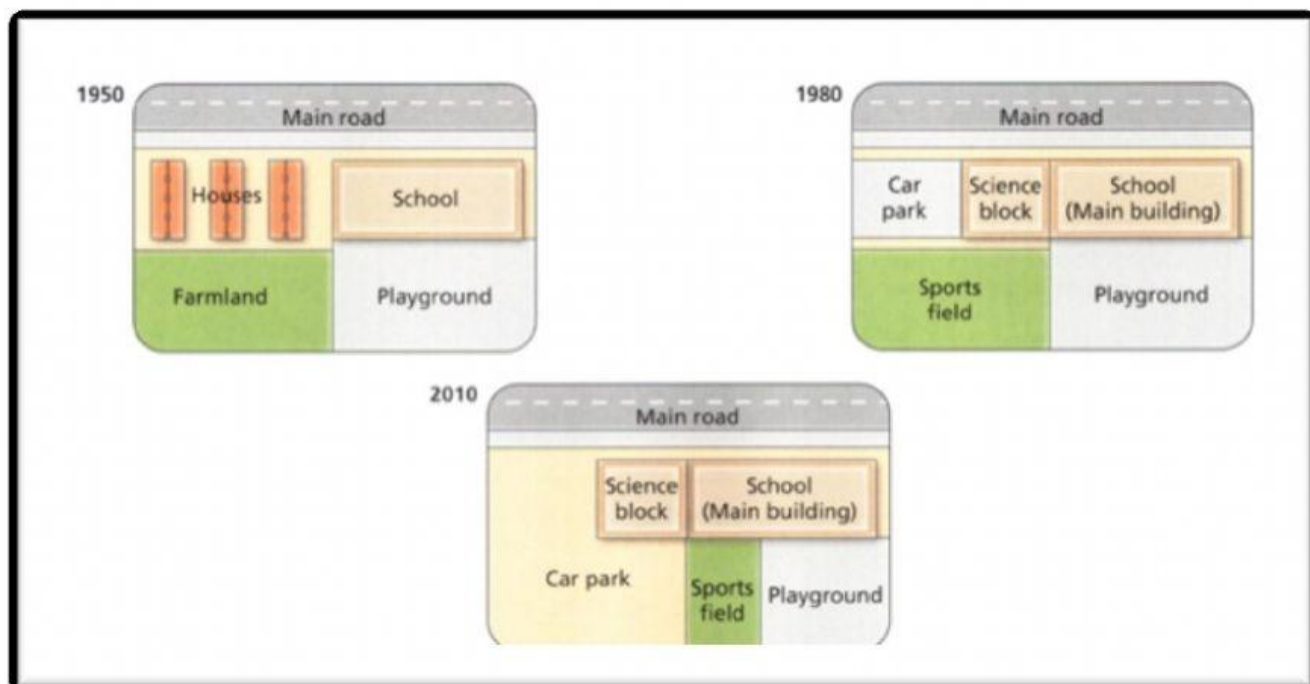 1950
Main road
Houses
School
Farmland
Playground
1980
Main road
Car
park
Science
block
School
(Main building)
Sports
field
Playground
2010
Main road
Science
block
School
(Main building)
Car park
Sports
field
Playground